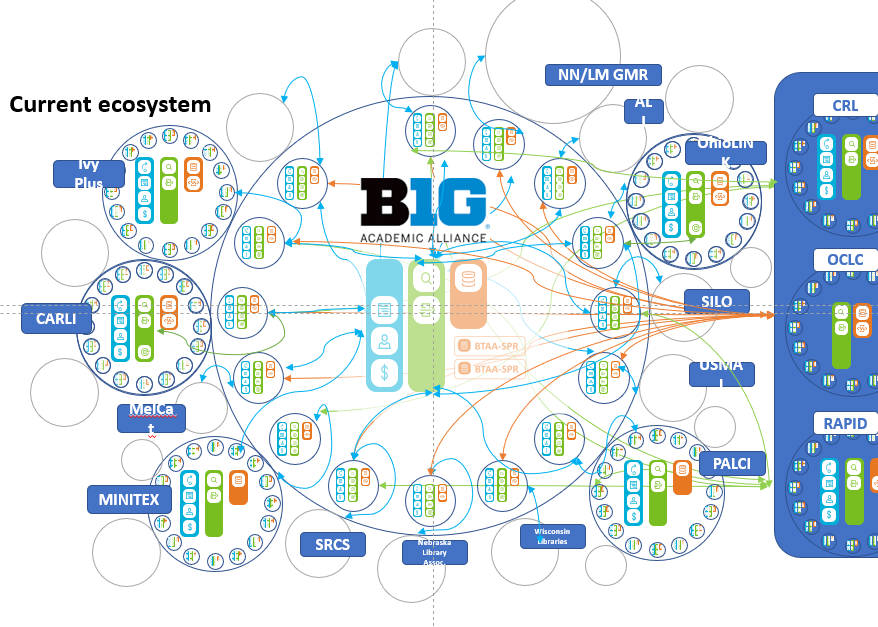 NN/LM GMR
Current ecosystem
AL
L
CRL
OhioLIN
K
Ivy
Plus
B1G
ACADEMIC ALLIANCE
OCLC
SILO
CARLI
BTAA-SPR
BTAA-SPR
USMA
MelCa
t
RAPID
PALCI
MINITEX
SRCS
Nebraska
Library
Assoc.
Wisconsin
Libraries